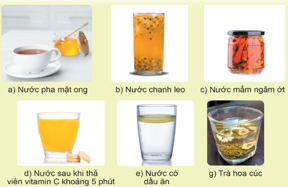 a) Nước pha mật ong
b) Nước chanh leo
c) Nước mắm ngâm ớt
d) Nước sau khi thả
viên vitamin C khoảng 5 phút
e) Nước có
dầu ăn
g) Trà hoa cúc